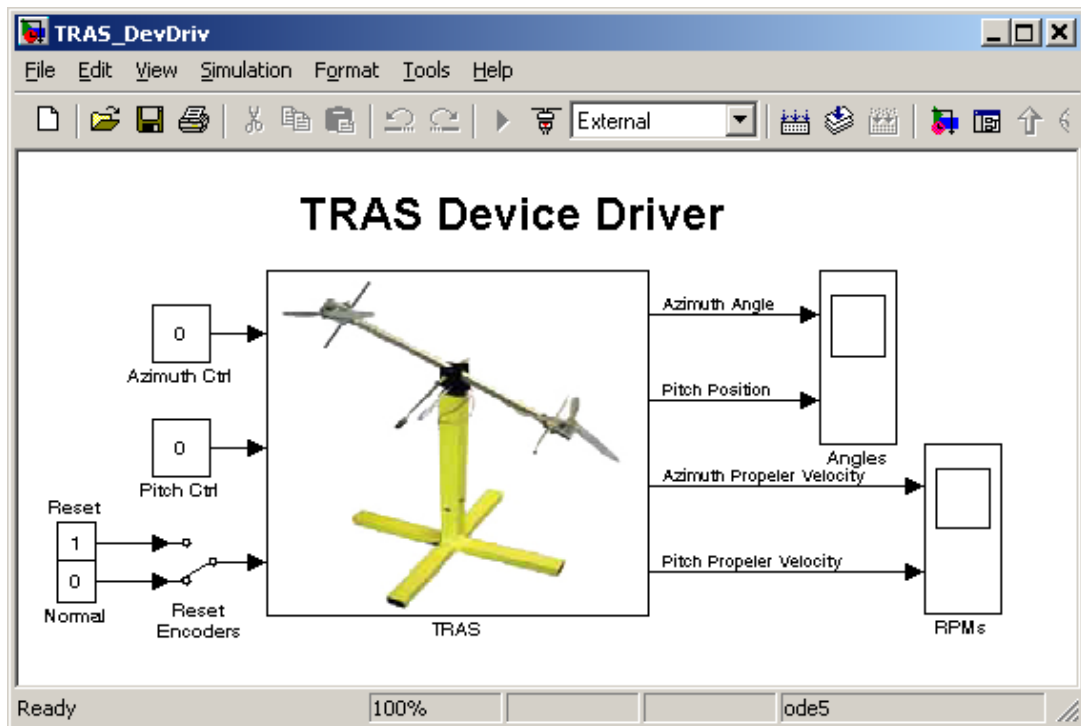 TRAS_DevDriv
File Edit View Simulation Format Tools Help
External
TRAS Device Driver
0
Azimuth Ctrl
0
Pitch Ctrl
Reset
1
0
Normal
Reset
Encoders
TRAS
Azimuth Angle
Pitch Position
Angles
Azimuth Propeler Velocity
Pitch Propeler Velocity
RPMs
Ready 100% ode5